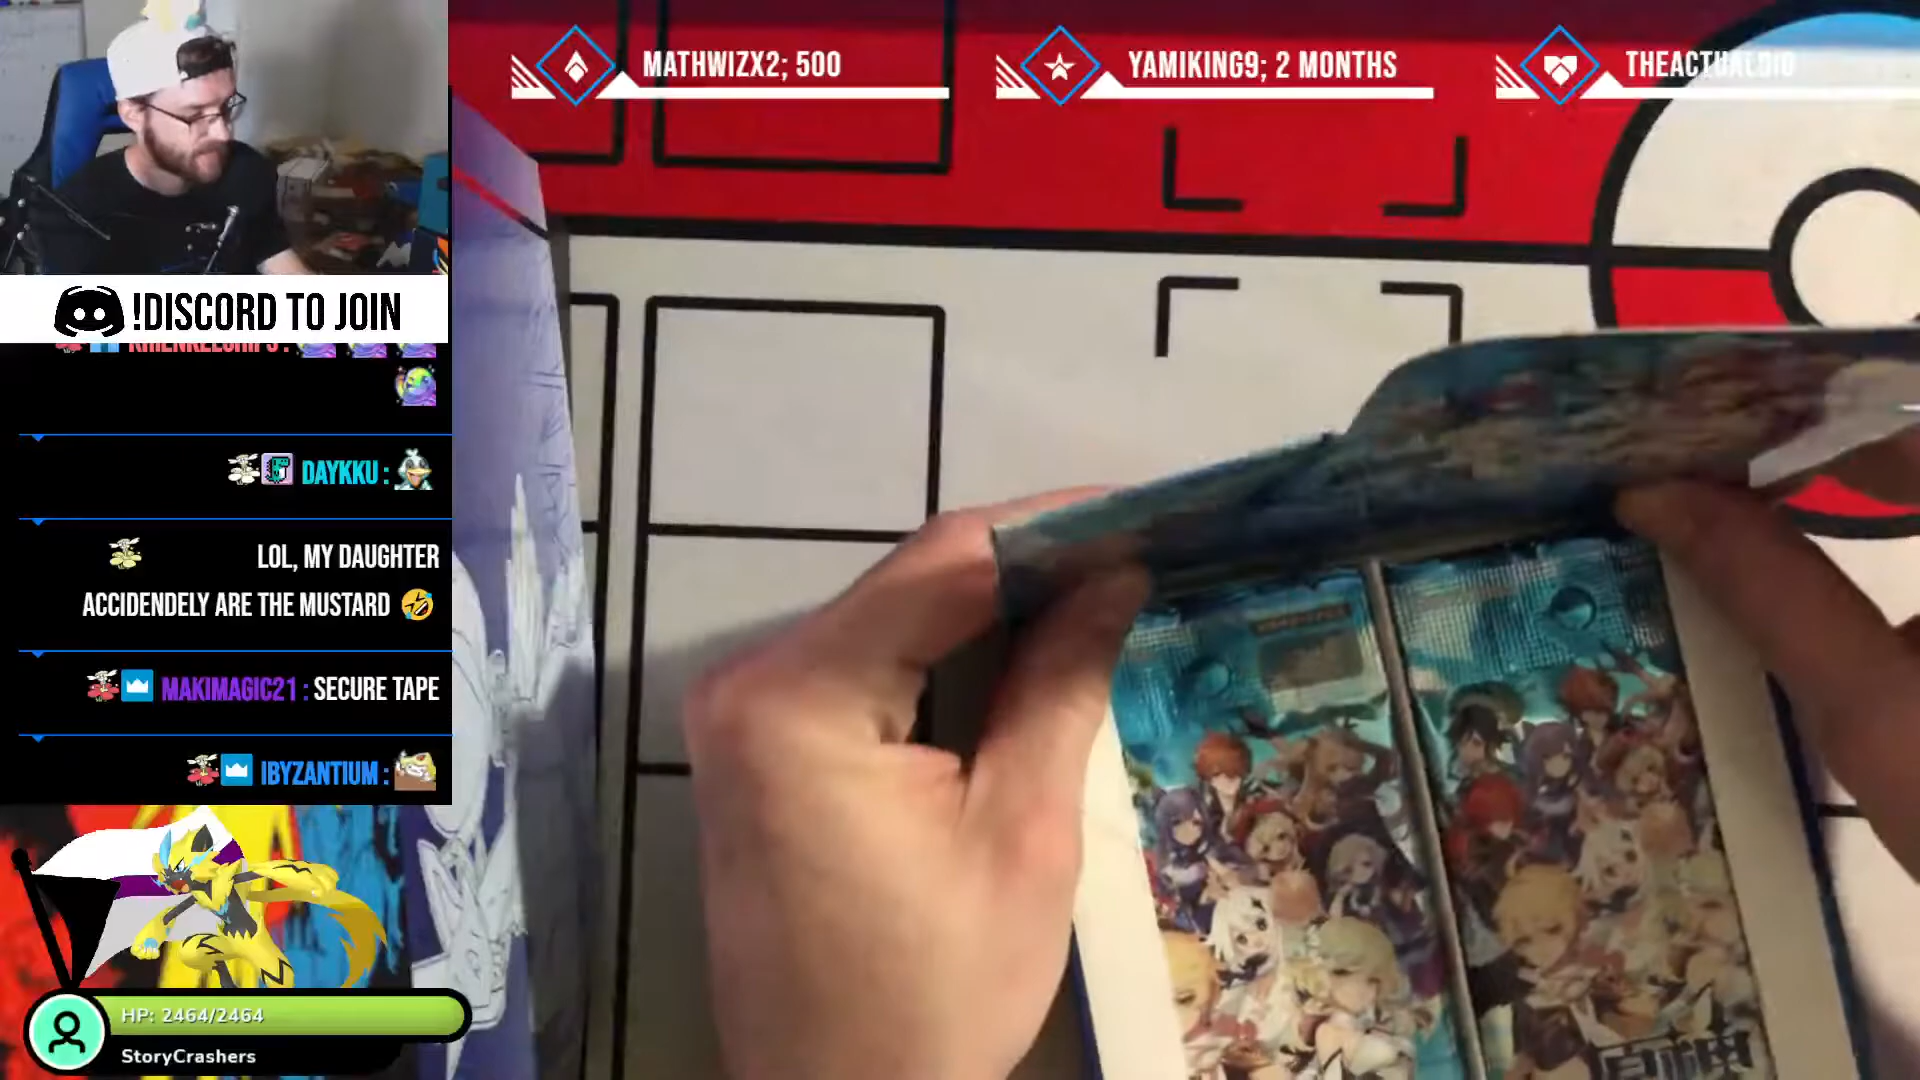 MATHWIZX2; 500
YAMIKING9; 2 MONTHS
THEACTUALDIO
!DISCORD TO JOIN
DAYKKU :
LOL, MY DAUGHTER
ACCIDENDELY ARE THE MUSTARD 🤣
MAKIMAGIC21 : SECURE TAPE
IBYZANTIUM :
HP: 2464/2464
StoryCrashers